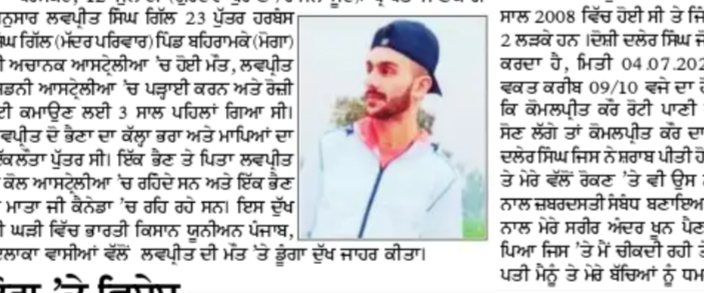 ਨੁਸਾਰ ਲਵਪ੍ਰੀਤ ਸਿੰਘ ਗਿੱਲ 23 ਪੁੱਤਰ ਹਰਬੰਸ
ਗਿੱਲ (ਮੱਦਰ ਪਰਿਵਾਰ) ਪਿੰਡ ਬਹਿਰਾਮਕੇ (ਮੋਗਾ)
ਅਚਾਨਕ ਆਸਟ੍ਰੇਲੀਆ 'ਚ ਹੋਈ ਮੌਤ, ਲਵਪ੍ਰੀਤ
ਆਸਟ੍ਰੇਲੀਆ 'ਚ ਪੜ੍ਹਾਈ ਕਰਨ ਅਤੇ ਰੋਜ਼ੀ
ਕਮਾਉਣ ਲਈ 3 ਸਾਲ ਪਹਿਲਾਂ ਗਿਆ ਸੀ।
ਵਪ੍ਰੀਤ ਦੋ ਭੈਣਾ ਦਾ ਕੱਲ੍ਹਾ ਭਰਾ ਅਤੇ ਮਾਪਿਆਂ ਦਾ
ਕਲੌਤਾ ਪੁੱਤਰ ਸੀ। ਇੱਕ ਭੈਣ ਤੇ ਪਿਤਾ ਲਵਪ੍ਰੀਤ
ਕੋਲ ਆਸਟ੍ਰੇਲੀਆ 'ਚ ਰਹਿੰਦੇ ਸਨ ਅਤੇ ਇੱਕ ਭੈਣ
ਮਾਤਾ ਜੀ ਕੈਨੇਡਾ 'ਚ ਰਹਿ ਰਹੇ ਸਨ। ਇਸ ਦੁੱਖ
ਘੜੀ ਵਿੱਚ ਭਾਰਤੀ ਕਿਸਾਨ ਯੂਨੀਅਨ ਪੰਜਾਬ,
ਲਾਕਾ ਵਾਸੀਆਂ ਵੱਲੋਂ ਲਵਪ੍ਰੀਤ ਦੀ ਮੌਤ 'ਤੇ ਡੂੰਗਾ ਦੁੱਖ ਜਾਹਰ ਕੀਤਾ।
ਸਾਲ 2008 ਵਿੱਚ ਹੋਈ ਸੀ ਤੇ
2 ਲੜਕੇ ਹਨ। ਦੋਸ਼ੀ ਦਲੇਰ ਸਿੰਘ
ਕਰਦਾ ਹੈ, ਮਿਤੀ 04.07.202
ਵਕਤ ਕਰੀਬ 09/10 ਵਜੇ ਦਾ
ਕਿ ਕੋਮਲਪ੍ਰੀਤ ਕੌਰ ਰੋਟੀ ਪਾਣੀ
ਸੋਣ ਲੱਗੇ ਤਾਂ ਕੋਮਲਪ੍ਰੀਤ ਕੌਰ ਦਾ
ਦਲੇਰ ਸਿੰਘ ਜਿਸ ਨੇ ਸ਼ਰਾਬ ਪੀਤੀ
ਤੇ ਮੇਰੇ ਵੱਲੋਂ ਰੋਕਣ 'ਤੇ ਵੀ ਉਸ
ਨਾਲ ਜ਼ਬਰਦਸਤੀ ਸੰਬੰਧ ਬਣਾਇਆ
ਨਾਲ ਮੇਰੇ ਸਰੀਰ ਅੰਦਰ ਖੂਨ ਪੈਣ
ਪਿਆ ਜਿਸ 'ਤੇ ਮੈਂ ਚੀਕਦੀ ਰਹੀ
ਪਤੀ ਮੈਨੂੰ ਤੇ ਮੇਰੇ ਬੱਚਿਆਂ ਨੂੰ ਧਮ